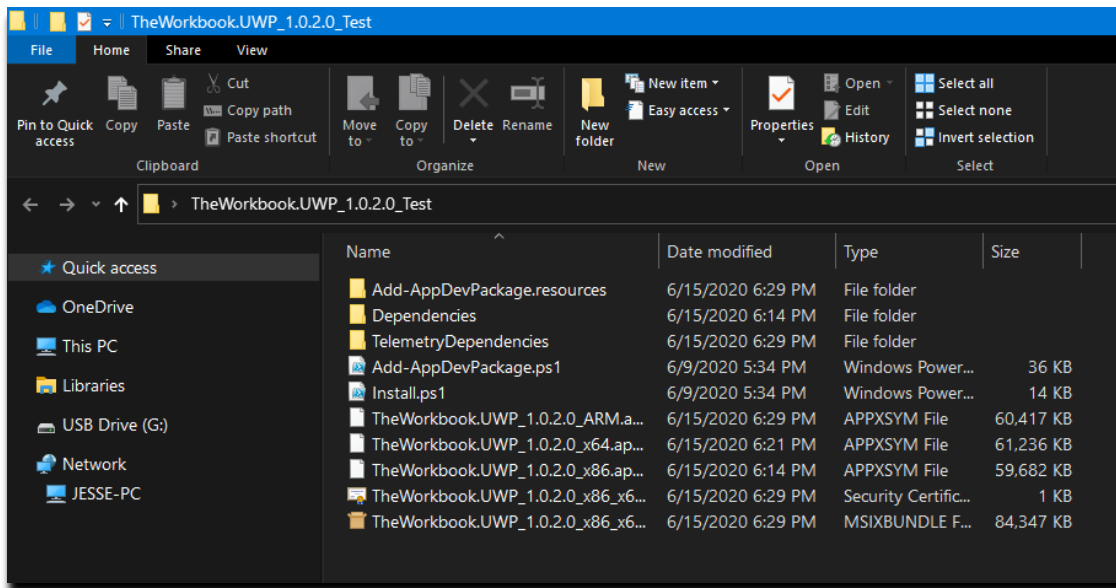 TheWorkbook.UWP_1.0.2.0_Test
File Home Share View
Pin to Quick access
Copy
Paste
Cut
Copy path
Paste shortcut
Clipboard
Move to
Copy to
Delete
Rename
Organize
New folder
New item
Easy access
New
Properties
Open
Edit
History
Open
Select all
Select none
Invert selection
Select
TheWorkbook.UWP_1.0.2.0_Test
Quick access
OneDrive
This PC
Libraries
USB Drive (G:)
Network
JESSE-PC
Name Date modified Type Size
Add-AppDevPackage.resources 6/15/2020 6:29 PM File folder
Dependencies 6/15/2020 6:14 PM File folder
TelemetryDependencies 6/15/2020 6:29 PM File folder
Add-AppDevPackage.ps1 6/9/2020 5:34 PM Windows Power... 36 KB
Install.ps1 6/9/2020 5:34 PM Windows Power... 14 KB
TheWorkbook.UWP_1.0.2.0_ARM.a... 6/15/2020 6:29 PM APPXSYM File 60,417 KB
TheWorkbook.UWP_1.0.2.0_x64.ap... 6/15/2020 6:21 PM APPXSYM File 61,236 KB
TheWorkbook.UWP_1.0.2.0_x86.ap... 6/15/2020 6:14 PM APPXSYM File 59,682 KB
TheWorkbook.UWP_1.0.2.0_x86_x6... 6/15/2020 6:29 PM Security Certific... 1 KB
TheWorkbook.UWP_1.0.2.0_x86_x6... 6/15/2020 6:29 PM MSIXBUNDLE F... 84,347 KB